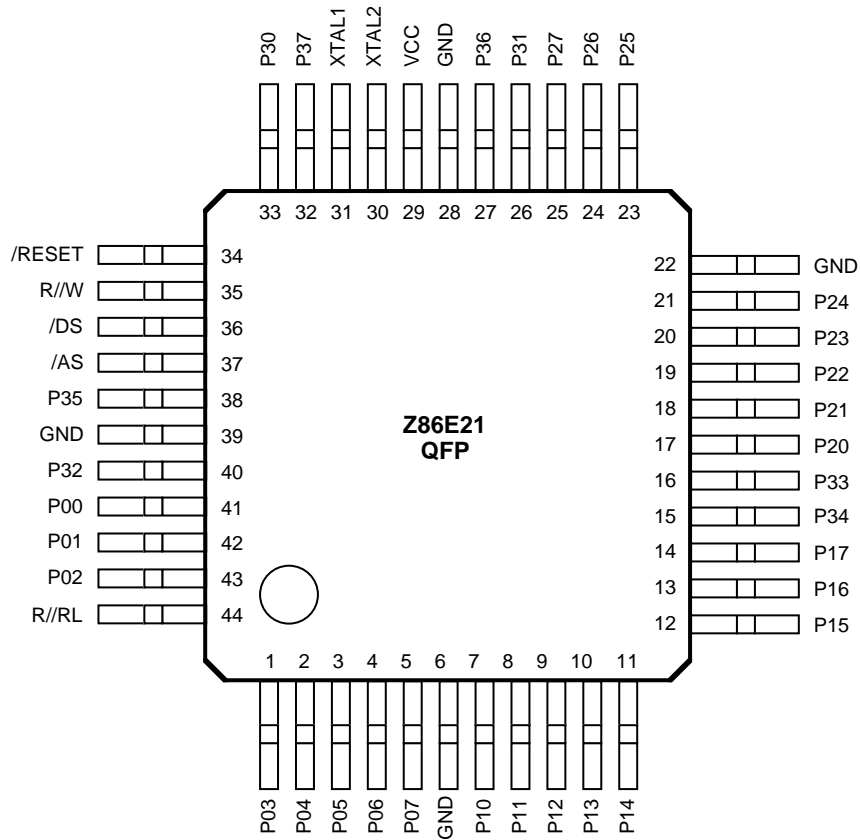 P30 P37 XTAL1 XTAL2 VCC GND P36 P31 P27 P26 P25
33 32 31 30 29 28 27 26 25 24 23
/RESET 34
R//W 35
/DS 36
/AS 37
P35 38
GND 39
P32 40
P00 41
P01 42
P02 43
R//RL 44
Z86E21
QFP
22 GND
21 P24
20 P23
19 P22
18 P21
17 P20
16 P33
15 P34
14 P17
13 P16
12 P15
1 2 3 4 5 6 7 8 9 10 11
P03 P04 P05 P06 P07 GND P10 P11 P12 P13 P14